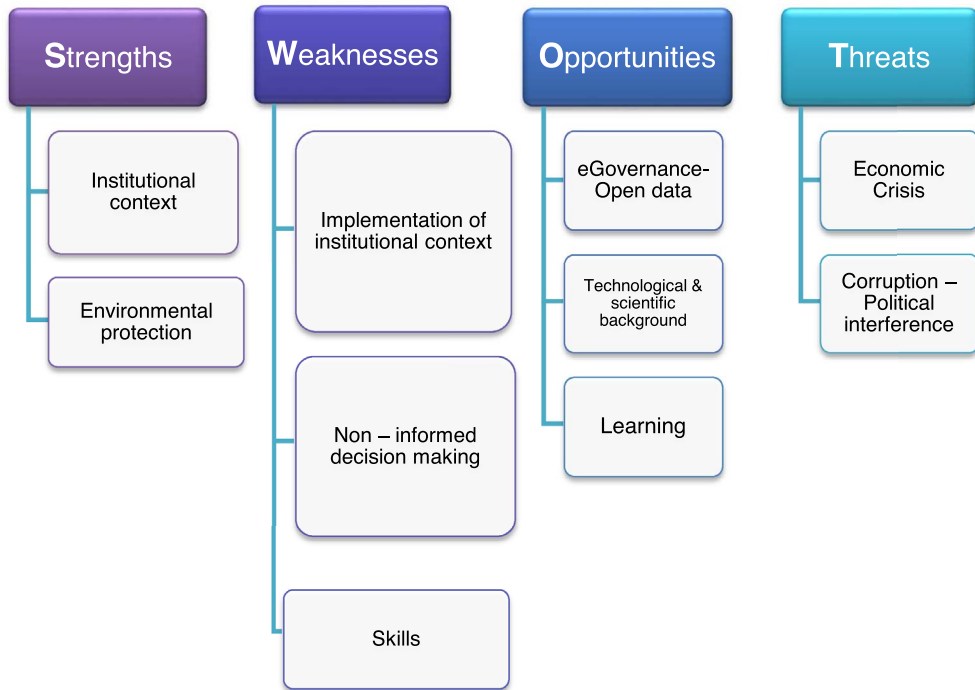 Strengths
Institutional
context
Environmental
protection
Weaknesses
Implementation of
institutional context
Non – informed
decision making
Skills
Opportunities
eGovernance-
Open data
Technological &
scientific
background
Learning
Threats
Economic
Crisis
Corruption –
Political
interference